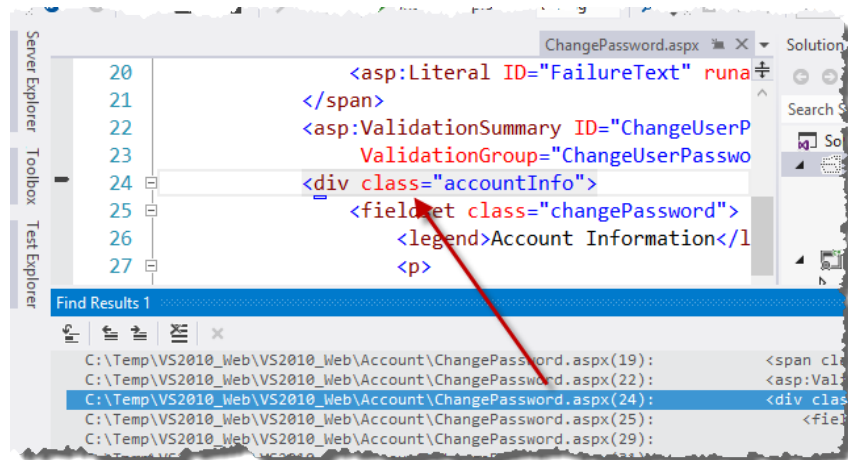 ChangePassword.aspx
Solution
Server Explorer
Toolbox
Test Explorer
20 <asp:Literal ID="FailureText" runa
21 </span>
22 <asp:ValidationSummary ID="ChangeUserP
23 ValidationGroup="ChangeUserPasswo
24 <div class="accountInfo">
25 <fieldset class="changePassword">
26 <legend>Account Information</l
27 <p>
Search S
Sol
Find Results 1
C:\Temp\VS2010_Web\VS2010_Web\Account\ChangePassword.aspx(19): <span cl
C:\Temp\VS2010_Web\VS2010_Web\Account\ChangePassword.aspx(22): <asp:Vali
C:\Temp\VS2010_Web\VS2010_Web\Account\ChangePassword.aspx(24): <div clas
C:\Temp\VS2010_Web\VS2010_Web\Account\ChangePassword.aspx(25): <fiel
C:\Temp\VS2010_Web\VS2010_Web\Account\ChangePassword.aspx(29):